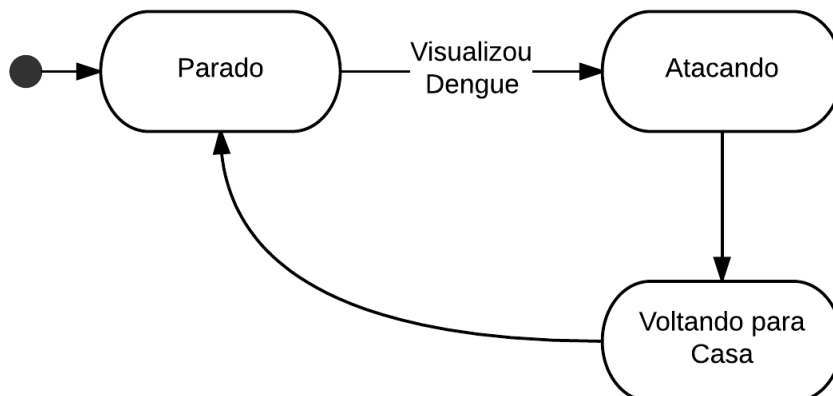 Parado
Visualizou
Dengue
Atacando
Voltando para
Casa